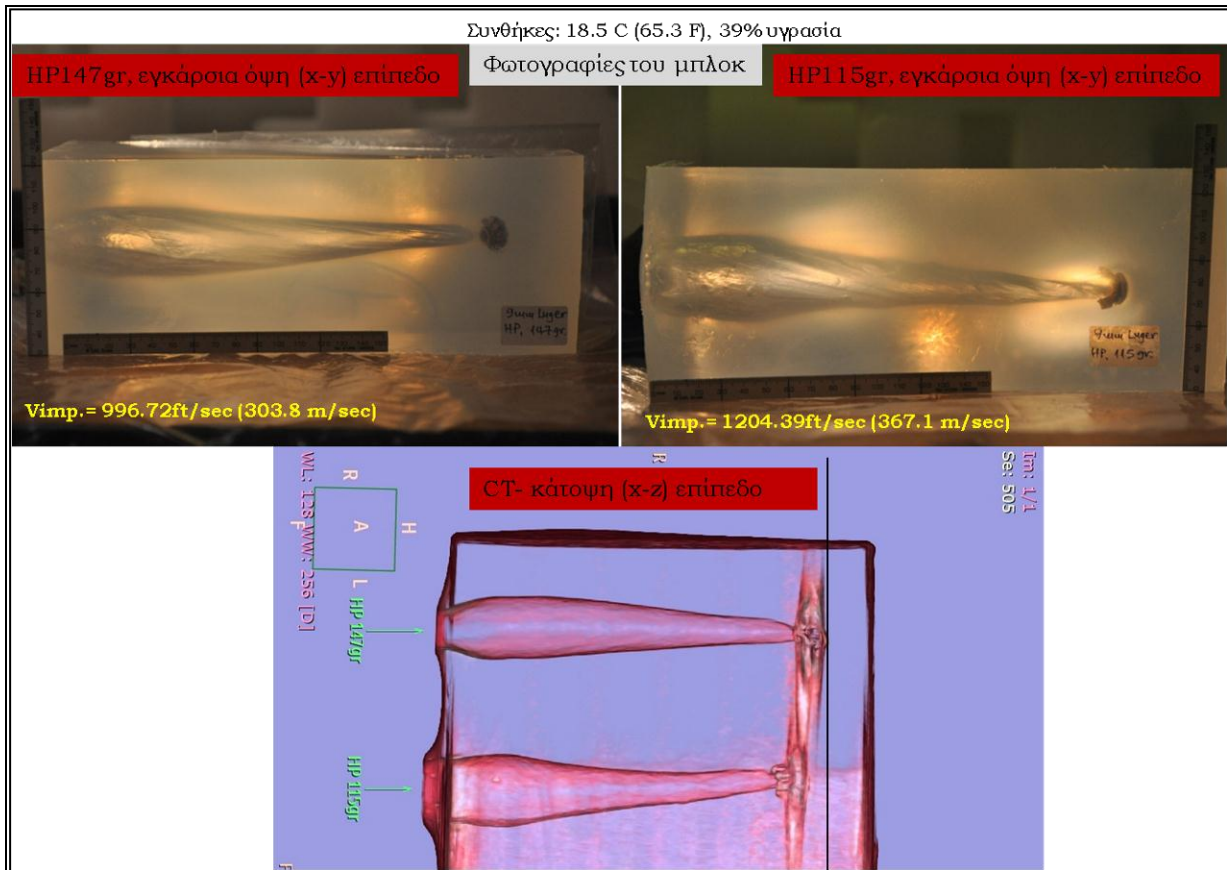 Συνθήκες: 18.5 C (65.3 F), 39% υγρασία
Φωτογραφίες του μπλοκ
HP147gr, εγκάρσια όψη (x-y) επίπεδο
HP115gr, εγκάρσια όψη (x-y) επίπεδο
9mm Luger
HP, 147gr.
9mm Luger
HP, 115gr.
Vimp.= 996.72ft/sec (303.8 m/sec)
Vimp.= 1204.39ft/sec (367.1 m/sec)
CT- κάτοψη (x-z) επίπεδο
R
Im: 1/1
Se: 505
WL: 128 WW: 256 [D]
R
F
A
H
L
HP 147gr
HP 115gr